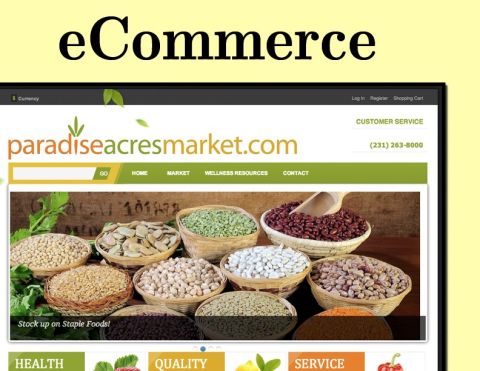 eCommerce
$ Currency
Log In Register Shopping Cart
paradiseacresmarket.com
CUSTOMER SERVICE
(231) 263-8000
GO HOME MARKET WELLNESS RESOURCES CONTACT
Stock up on Staple Foods!
HEALTH QUALITY SERVICE